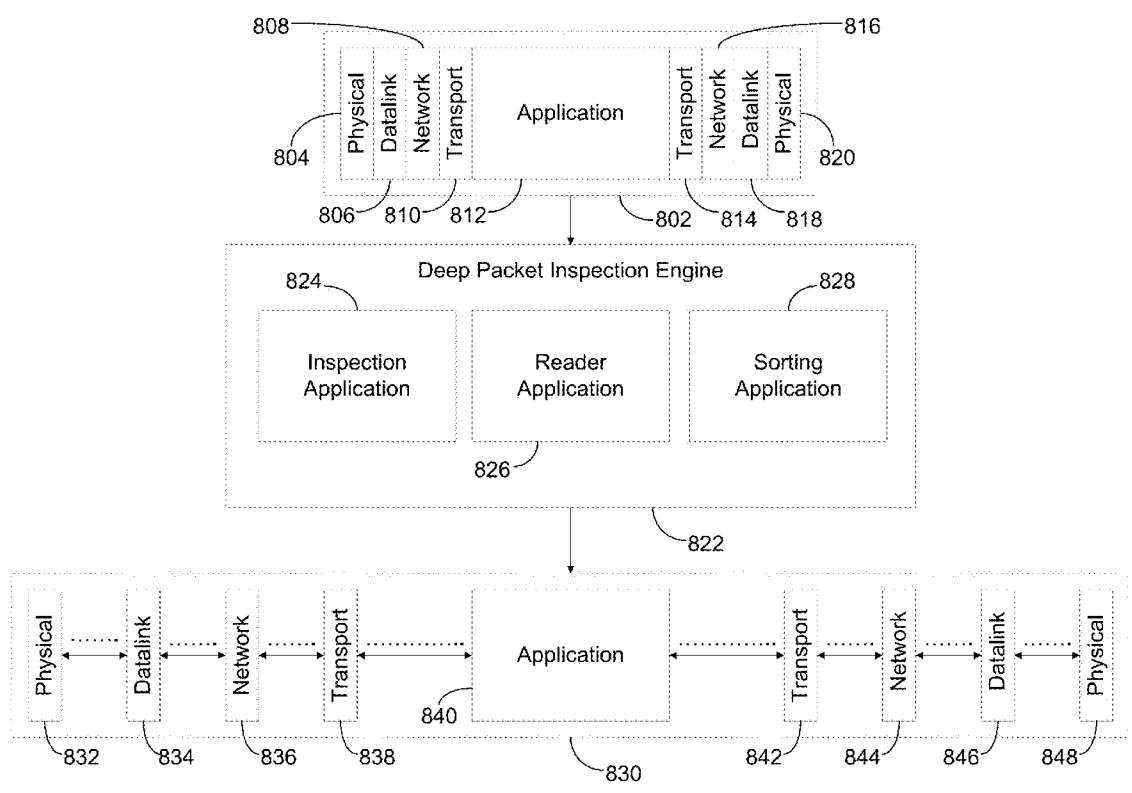 808
816
Physical
Datalink
Network
Transport
Application
Transport
Network
Datalink
Physical
804
820
806
810
812
802
814
818
Deep Packet Inspection Engine
824
828
Inspection
Application
Reader
Application
Sorting
Application
826
822
Physical
Datalink
Network
Transport
Application
Transport
Network
Datalink
Physical
840
832
834
836
838
830
842
844
846
848